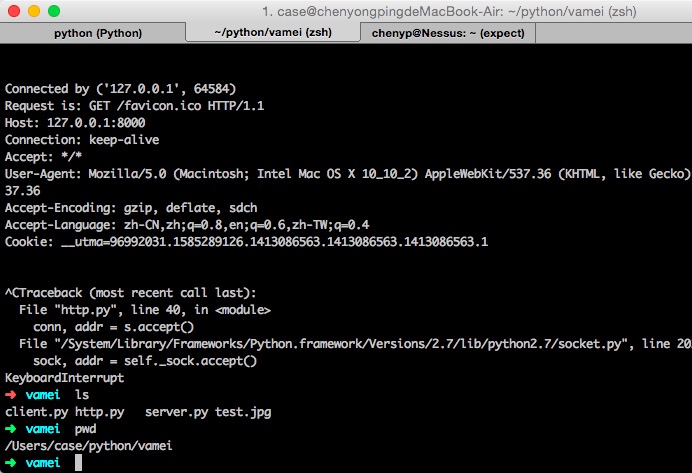 1. case@chenyongpingdeMacBook-Air: ~/python/vamei (zsh)
python (Python)
~/python/vamei (zsh)
chenyp@Nessus: ~ (expect)
Connected by ('127.0.0.1', 64584)
Request is: GET /favicon.ico HTTP/1.1
Host: 127.0.0.1:8000
Connection: keep-alive
Accept: */*
User-Agent: Mozilla/5.0 (Macintosh; Intel Mac OS X 10_10_2) AppleWebKit/537.36 (KHTML, like Gecko)
37.36
Accept-Encoding: gzip, deflate, sdch
Accept-Language: zh-CN,zh;q=0.8,en;q=0.6,zh-TW;q=0.4
Cookie: __utma=96992031.1585289126.1413086563.1413086563.1413086563.1
^CTraceback (most recent call last):
File "http.py", line 40, in <module>
conn, addr = s.accept()
File "/System/Library/Frameworks/Python.framework/Versions/2.7/lib/python2.7/socket.py", line 20
sock, addr = self._sock.accept()
KeyboardInterrupt
➜ vamei ls
client.py http.py server.py test.jpg
➜ vamei pwd
/Users/case/python/vamei
➜ vamei